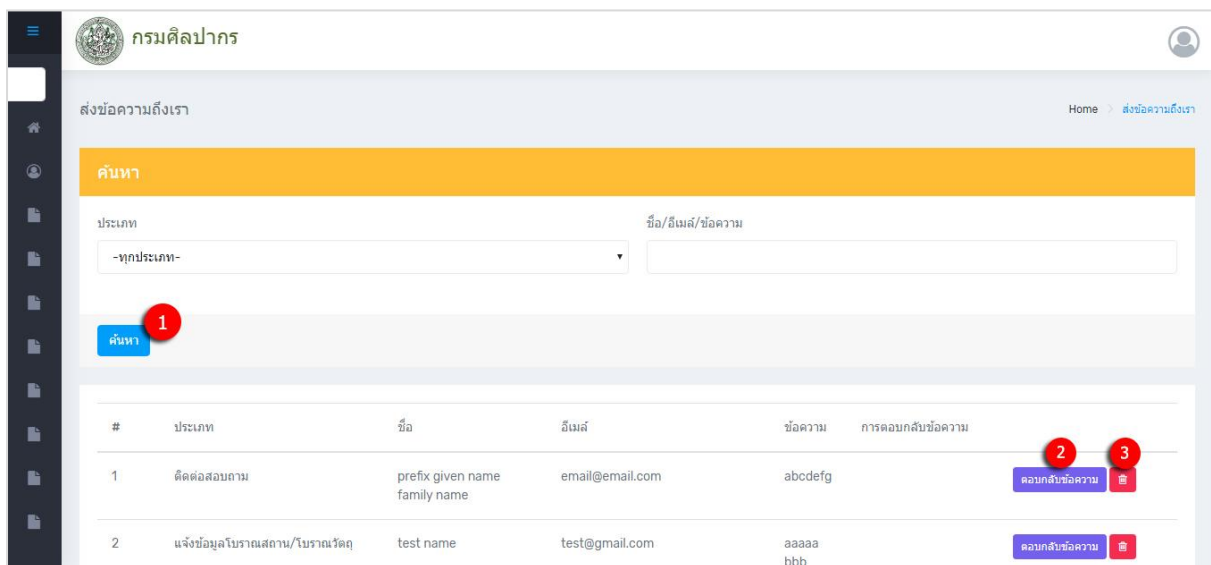 กรมศิลปากร
ส่งข้อความถึงเรา
Home > ส่งข้อความถึงเรา
ค้นหา
ประเภท ชื่อ/อีเมล์/ข้อความ
-ทุกประเภท-
1
ค้นหา
# ประเภท ชื่อ อีเมล์ ข้อความ การตอบกลับข้อความ
2 3
1 ติดต่อสอบถาม prefix given name email@email.com abcdefg ตอบกลับข้อความ
family name
2 แจ้งข้อมูลโบราณสถาน/โบราณวัตถุ test name test@gmail.com aaaaa ตอบกลับข้อความ
bbb